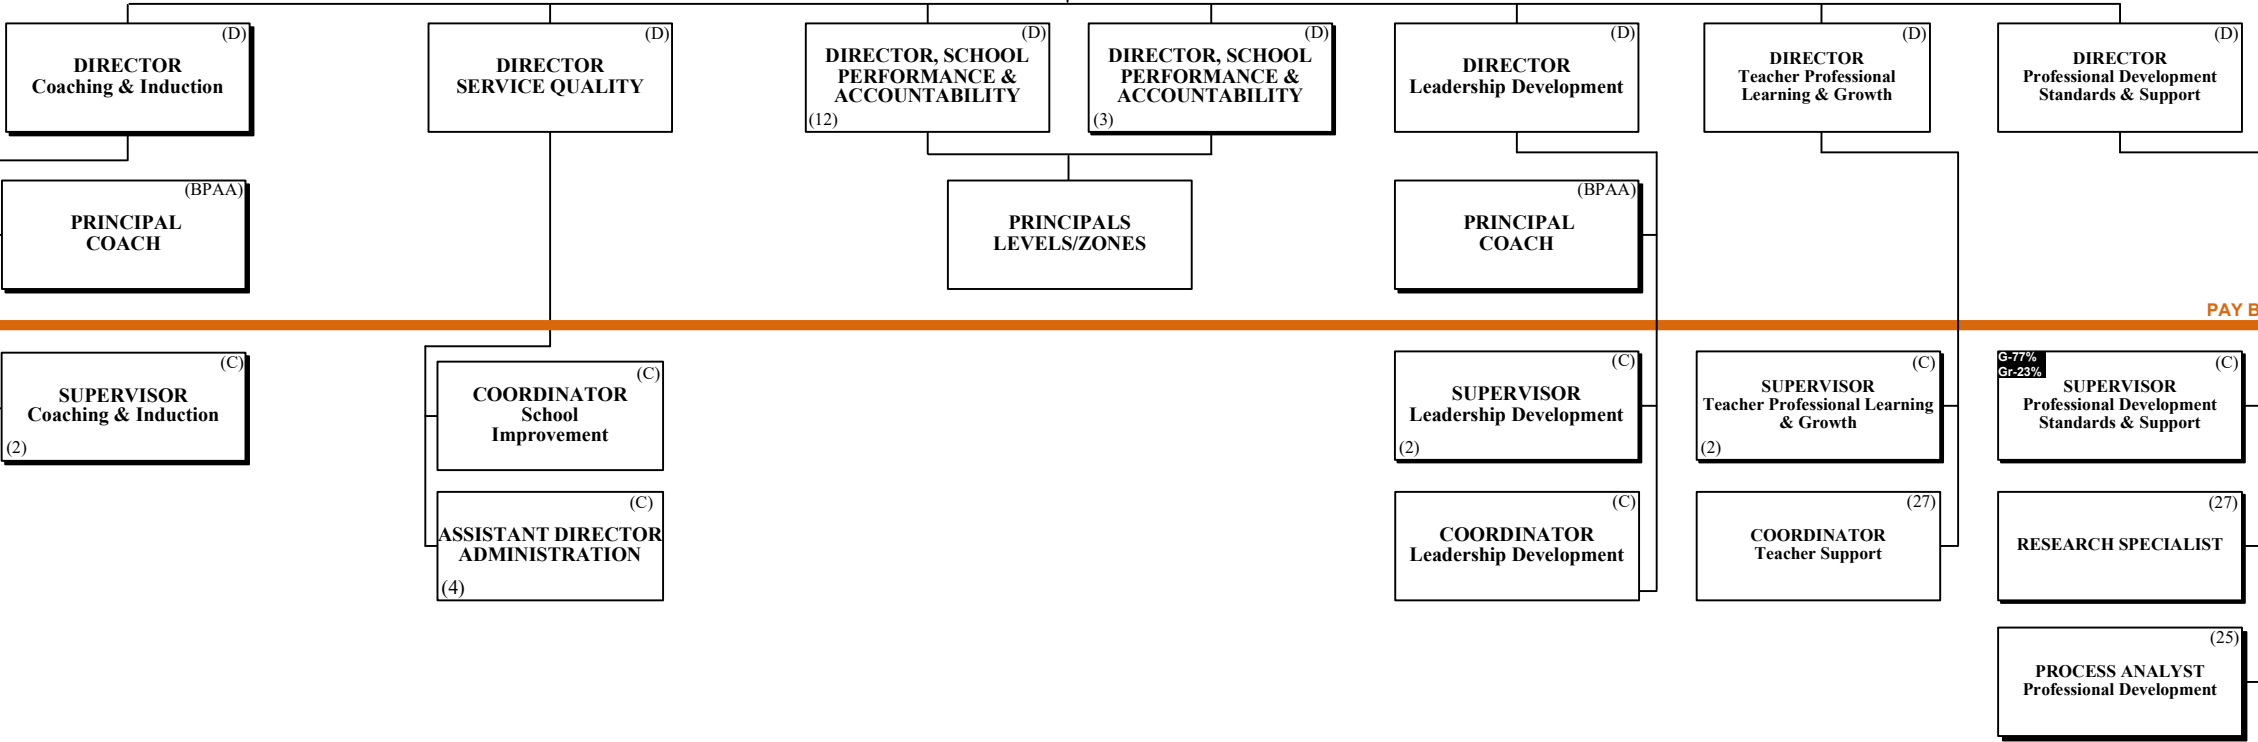 (D)
DIRECTOR
Coaching & Induction
(D)
DIRECTOR
SERVICE QUALITY
(D)
DIRECTOR, SCHOOL
PERFORMANCE &
ACCOUNTABILITY
(12)
(D)
DIRECTOR, SCHOOL
PERFORMANCE &
ACCOUNTABILITY
(3)
(D)
DIRECTOR
Leadership Development
(D)
DIRECTOR
Teacher Professional
Learning & Growth
(D)
DIRECTOR
Professional Development
Standards & Support
(BPAA)
PRINCIPAL
COACH
PRINCIPALS
LEVELS/ZONES
(BPAA)
PRINCIPAL
COACH
PAY B
(C)
SUPERVISOR
Coaching & Induction
(2)
(C)
COORDINATOR
School
Improvement
(C)
SUPERVISOR
Leadership Development
(2)
(C)
SUPERVISOR
Teacher Professional Learning
& Growth
(2)
G-77%
Gr-23%
(C)
SUPERVISOR
Professional Development
Standards & Support
(C)
ASSISTANT DIRECTOR
ADMINISTRATION
(4)
(C)
COORDINATOR
Leadership Development
(27)
COORDINATOR
Teacher Support
(27)
RESEARCH SPECIALIST
(25)
PROCESS ANALYST
Professional Development